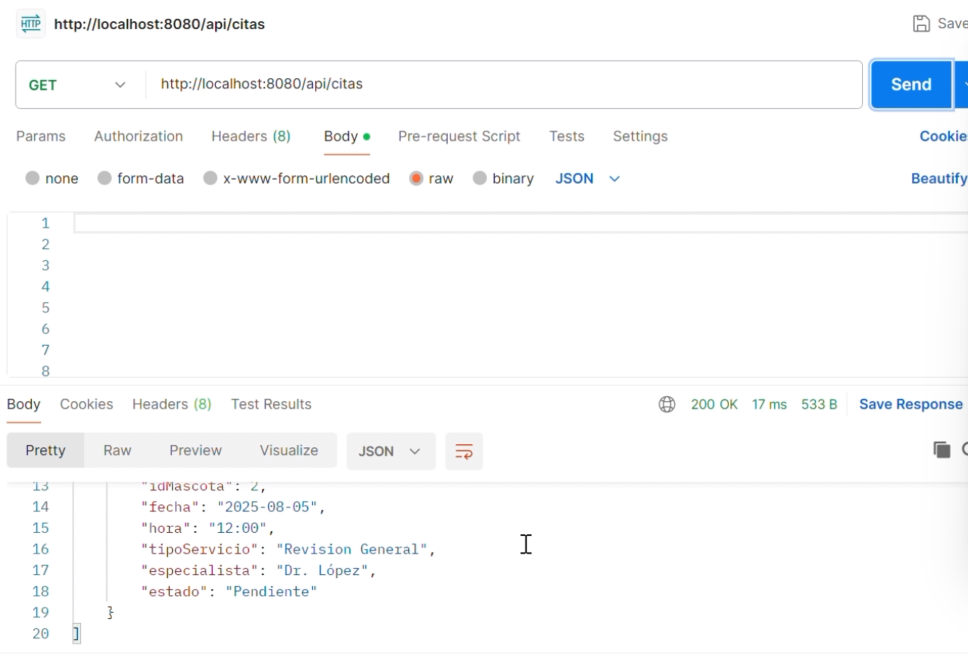 HTTP http://localhost:8080/api/citas Save
GET http://localhost:8080/api/citas Send
Params Authorization Headers (8) Body Pre-request Script Tests Settings Cookie
none form-data x-www-form-urlencoded raw binary JSON Beautify
1
2
3
4
5
6
7
8
Body Cookies Headers (8) Test Results 200 OK 17 ms 533 B Save Response
Pretty Raw Preview Visualize JSON
13 "idMascota": 2,
14 "fecha": "2025-08-05",
15 "hora": "12:00",
16 "tipoServicio": "Revision General",
17 "especialista": "Dr. López",
18 "estado": "Pendiente"
19 }
20 ]